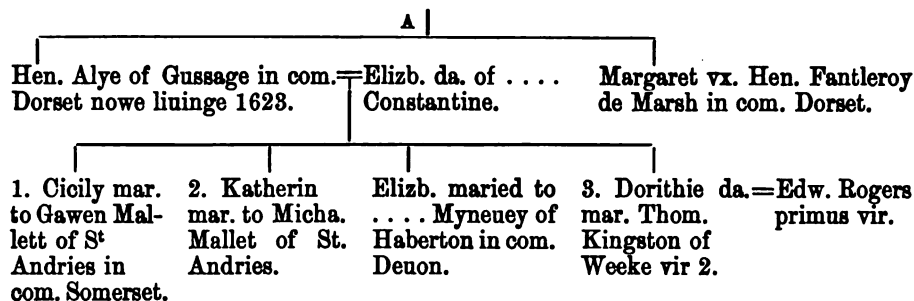 A
Hen. Alye of Gussage in com.=Elizb. da. of . . . .
Dorset nowe liuinge 1623. Constantine.
Margaret vx. Hen. Fantleroy
de Marsh in com. Dorset.
1. Cicily mar.
to Gawen Mal-
lett of St
Andries in
com. Somerset.
2. Katherin
mar. to Micha.
Mallet of St.
Andries.
Elizb. maried to
. . . . Myneuey of
Haberton in com.
Deuon.
3. Dorithie da.=Edw. Rogers
mar. Thom. primus vir.
Kingston of
Weeke vir 2.